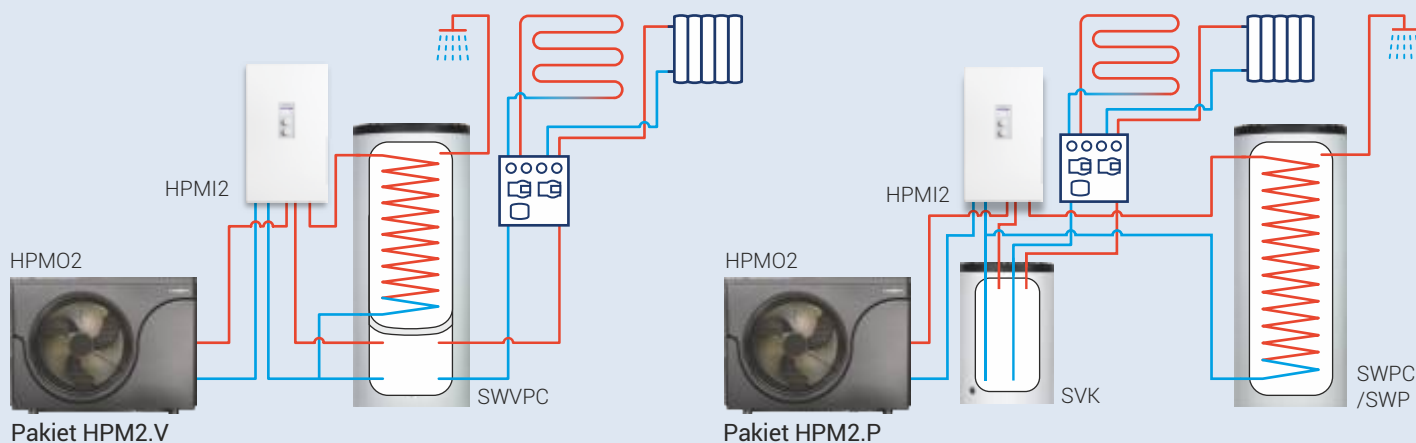 HPMI2
HPMO2
SWVPC
Pakiet HPM2.V
HPMI2
HPMO2
SVK
SWPC
/SWP
Pakiet HPM2.P